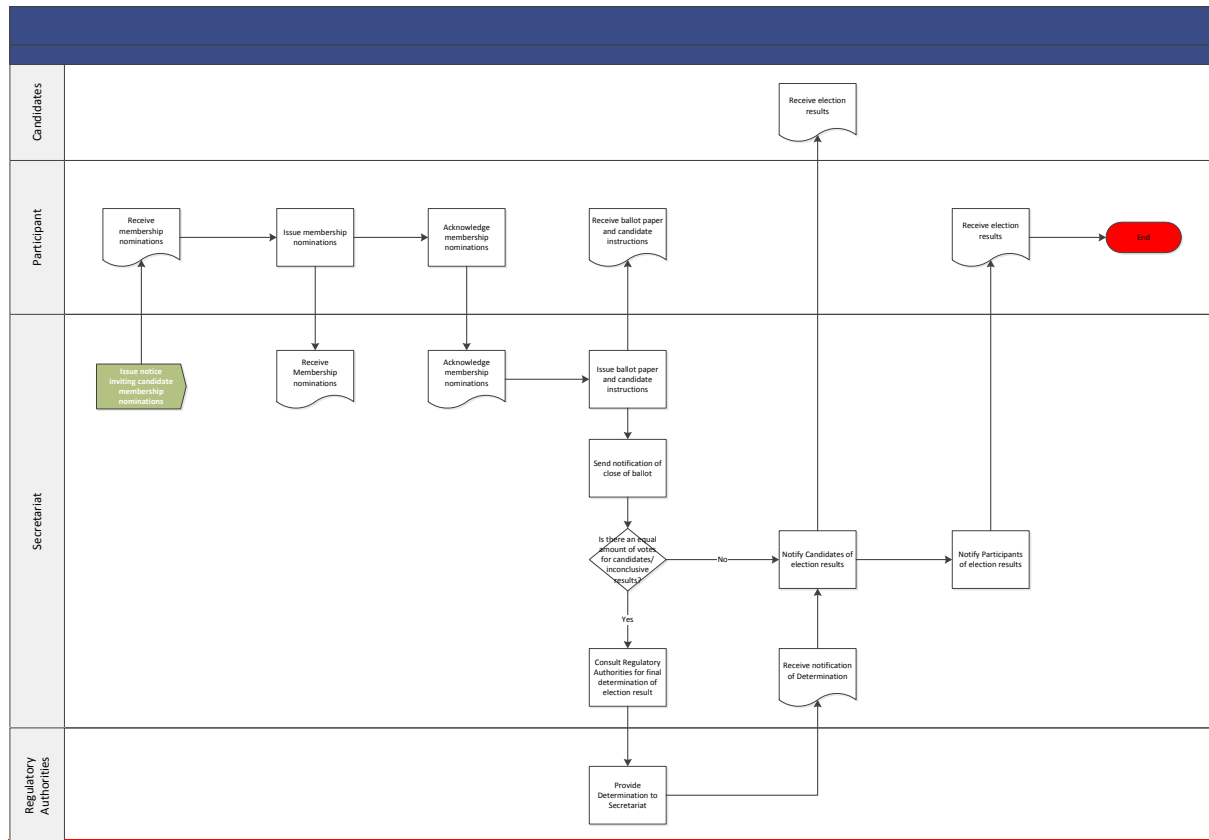 Candidates
Receive election
results
Participant
Receive
membership
nominations
Issue membership
nominations
Acknowledge
membership
nominations
Receive ballot paper
and candidate
instructions
Receive election
results
End
Secretariat
Issue notice
inviting candidate
membership
nominations
Receive
Membership
nominations
Acknowledge
membership
nominations
Issue ballot paper
and candidate
instructions
Send notification of
close of ballot
Is there an equal
amount of votes
for candidates/
inconclusive
results?
No
Notify Candidates of
election results
Notify Participants
of election results
Yes
Consult Regulatory
Authorities for final
determination of
election result
Receive notification
of Determination
Regulatory
Authorities
Provide
Determination to
Secretariat